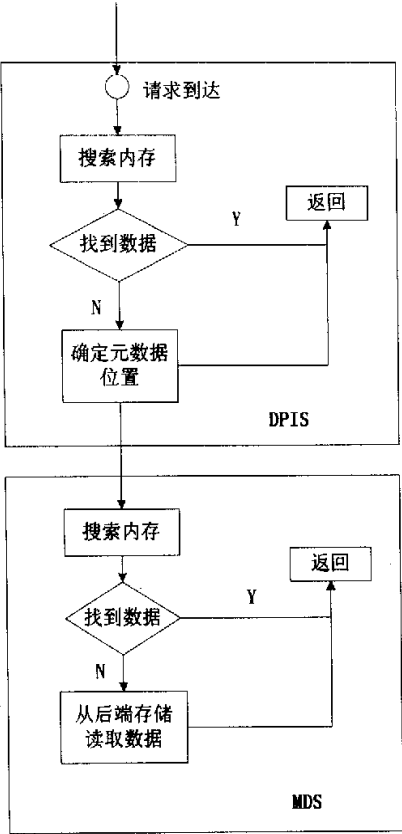 请求到达
搜索内存
返回
找到数据
Y
N
确定元数据
位置
DPIS
搜索内存
返回
找到数据
Y
N
从后端存储
读取数据
MDS